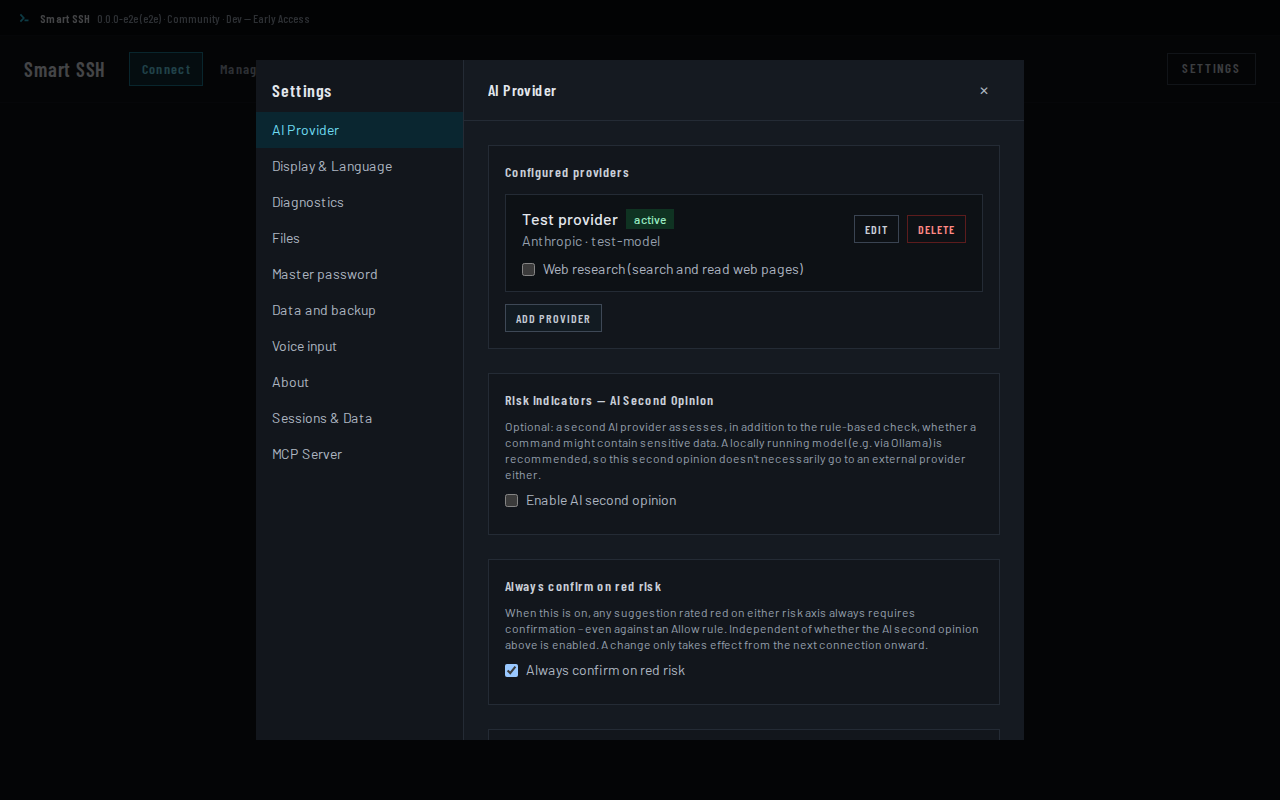 Smart SSH 0.0.0-e2e (e2e) Community · Dev — Early Access
Smart SSH
Connect
Manag
SETTINGS
Settings
AI Provider
Display & Language
Diagnostics
Files
Master password
Data and backup
Voice input
About
Sessions & Data
MCP Server
AI Provider
×
Configured providers
Test provider active
Anthropic · test-model
EDIT
DELETE
Web research (search and read web pages)
ADD PROVIDER
Risk Indicators — AI Second Opinion
Optional: a second AI provider assesses, in addition to the rule-based check, whether a
command might contain sensitive data. A locally running model (e.g. via Ollama) is
recommended, so this second opinion doesn't necessarily go to an external provider
either.
Enable AI second opinion
Always confirm on red risk
When this is on, any suggestion rated red on either risk axis always requires
confirmation – even against an Allow rule. Independent of whether the AI second opinion
above is enabled. A change only takes effect from the next connection onward.
Always confirm on red risk